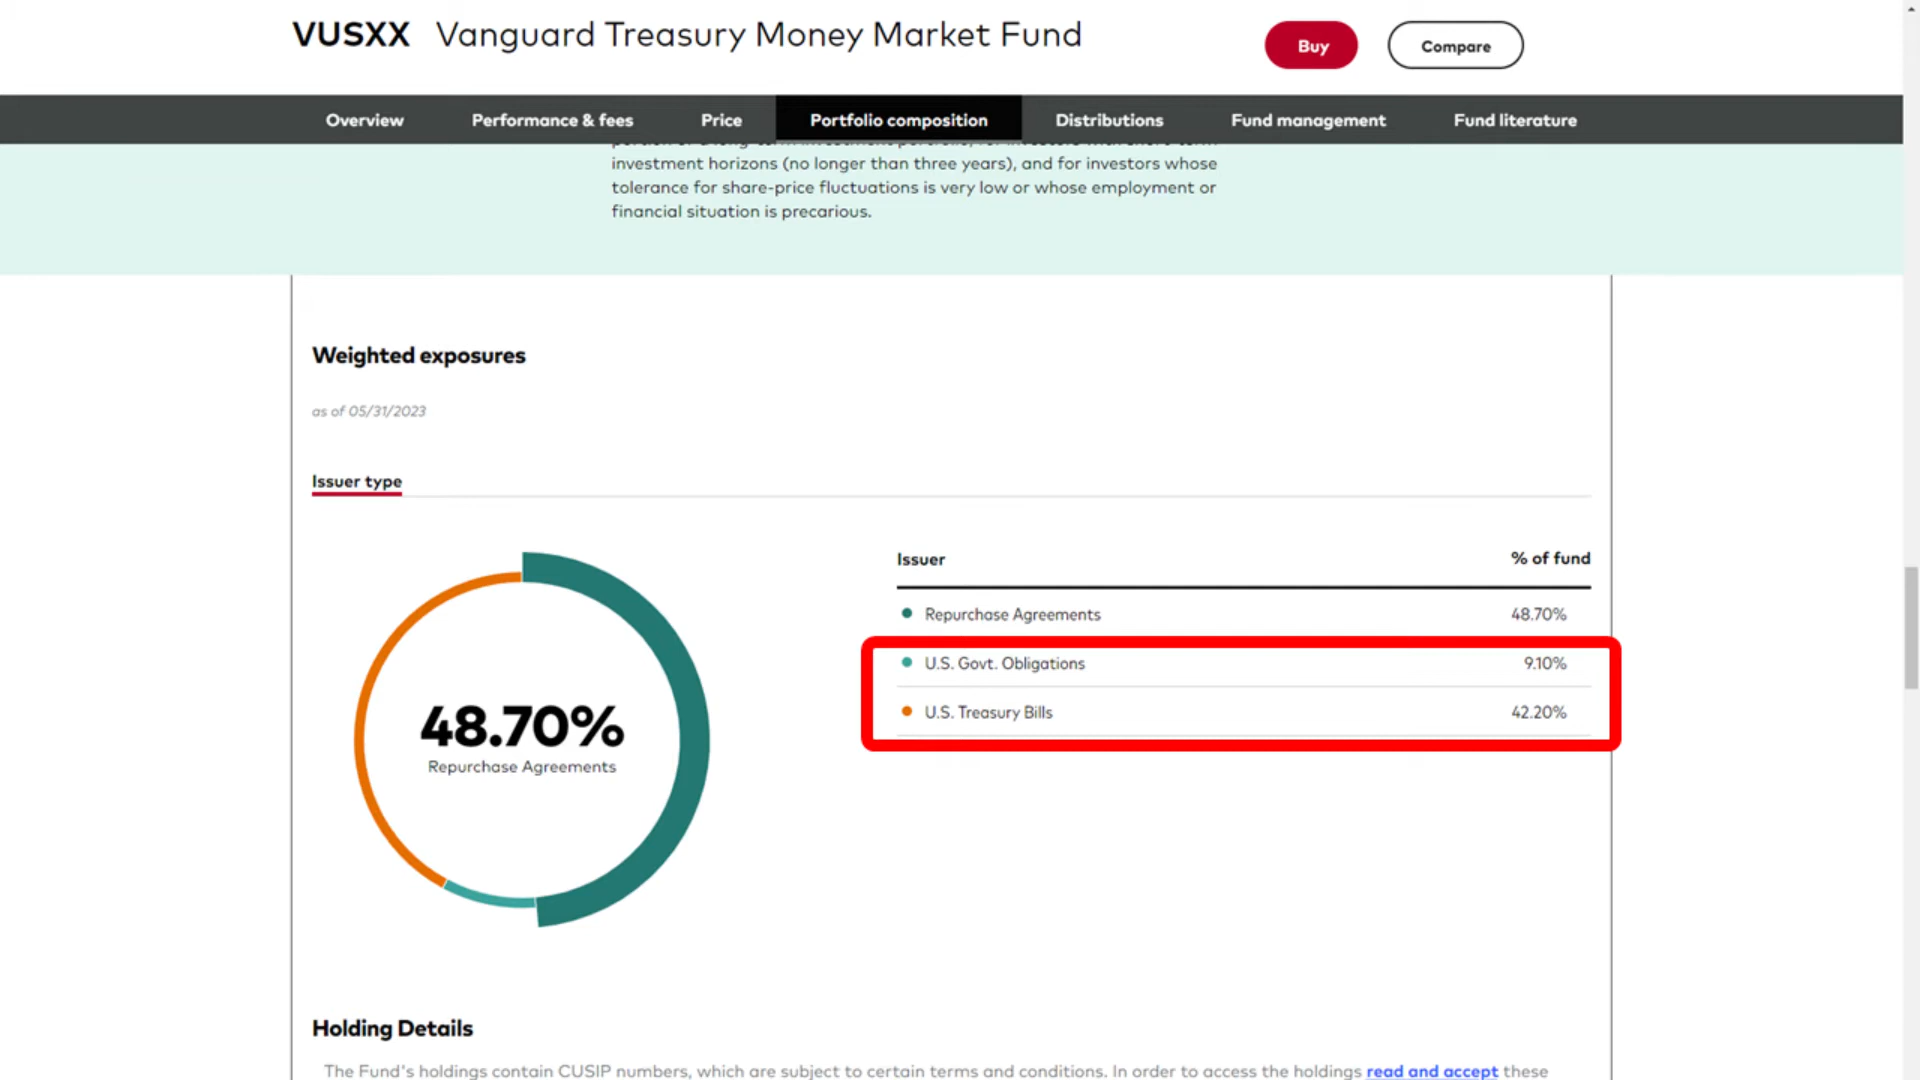 VUSXX Vanguard Treasury Money Market Fund
Buy
Compare
Overview Performance & fees Price Portfolio composition Distributions Fund management Fund literature
investment horizons (no longer than three years), and for investors whose
tolerance for share-price fluctuations is very low or whose employment or
financial situation is precarious.
Weighted exposures
as of 05/31/2023
Issuer type
Issuer % of fund
Repurchase Agreements 48.70%
U.S. Govt. Obligations 9.10%
U.S. Treasury Bills 42.20%
48.70%
Repurchase Agreements
Holding Details
The Fund's holdings contain CUSIP numbers, which are subject to certain terms and conditions. In order to access the holdings read and accept these